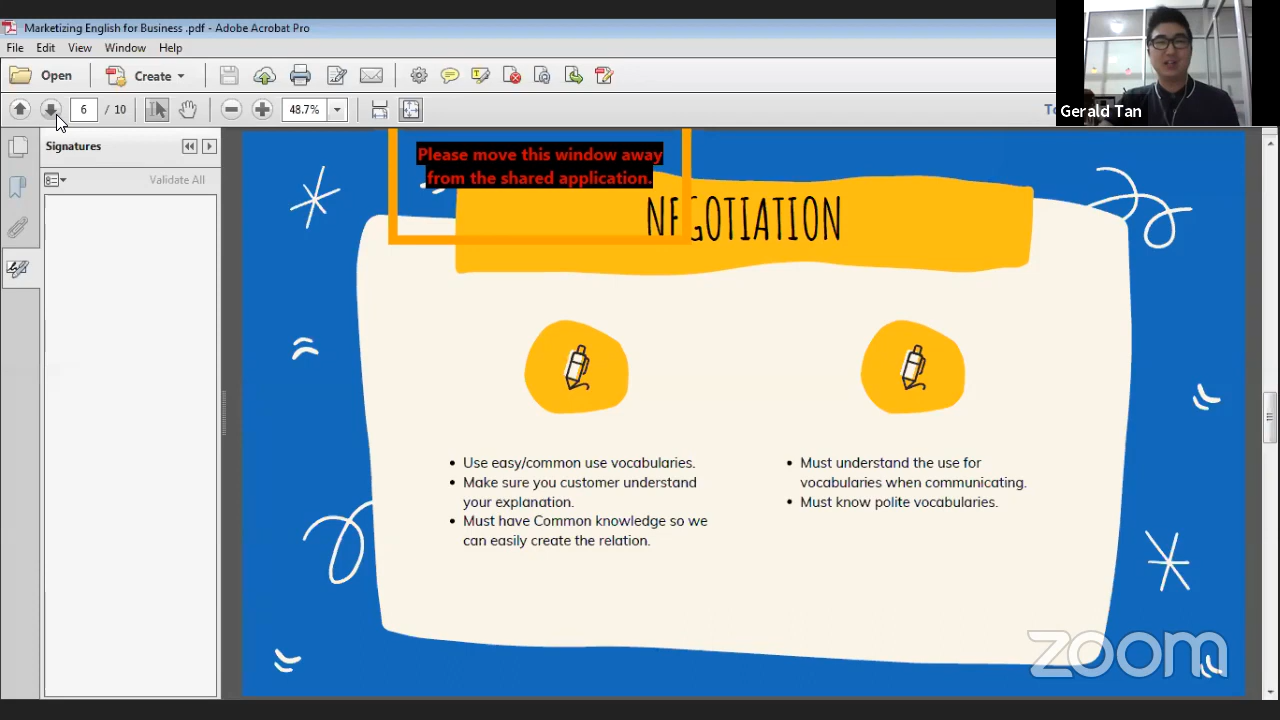 Marketizing English for Business .pdf - Adobe Acrobat Pro
File Edit View Window Help
Open Create
6 / 10 48.7%
Gerald Tan
Signatures
Validate All
Please move this window away
from the shared application.
NEGOTIATION
• Use easy/common use vocabularies.
• Make sure you customer understand
your explanation.
• Must have Common knowledge so we
can easily create the relation.
• Must understand the use for
vocabularies when communicating.
• Must know polite vocabularies.
zoom